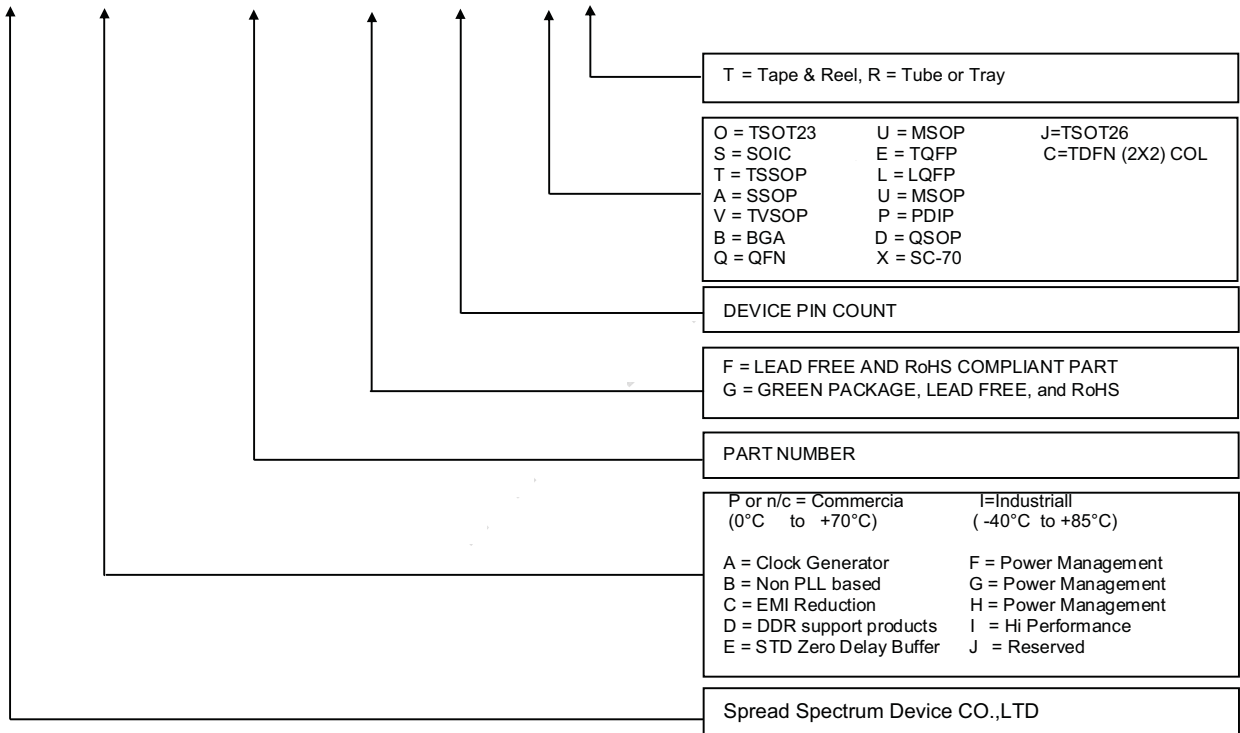 T = Tape & Reel, R = Tube or Tray
O = TSOT23 U = MSOP J=TSOT26
S = SOIC E = TQFP C=TDFN (2X2) COL
T = TSSOP L = LQFP
A = SSOP U = MSOP
V = TVSOP P = PDIP
B = BGA D = QSOP
Q = QFN X = SC-70
DEVICE PIN COUNT
F = LEAD FREE AND RoHS COMPLIANT PART
G = GREEN PACKAGE, LEAD FREE, and RoHS
PART NUMBER
P or n/c = Commercia I=Industriall
(0°C to +70°C) ( -40°C to +85°C)
A = Clock Generator F = Power Management
B = Non PLL based G = Power Management
C = EMI Reduction H = Power Management
D = DDR support products I = Hi Performance
E = STD Zero Delay Buffer J = Reserved
Spread Spectrum Device CO.,LTD